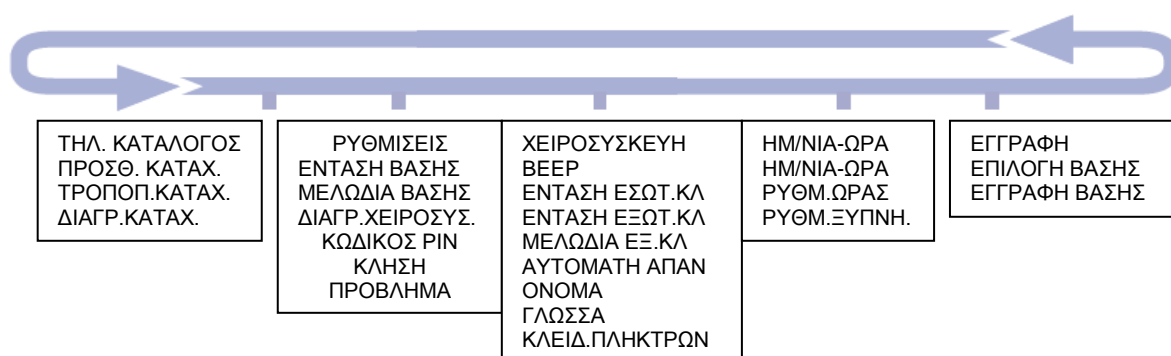 ΤΗΛ. ΚΑΤΑΛΟΓΟΣ
ΠΡΟΣΘ. ΚΑΤΑΧ.
ΤΡΟΠΟΠ.ΚΑΤΑΧ.
ΔΙΑΓΡ.ΚΑΤΑΧ.
ΡΥΘΜΙΣΕΙΣ
ΕΝΤΑΣΗ ΒΑΣΗΣ
ΜΕΛΩΔΙΑ ΒΑΣΗΣ
ΔΙΑΓΡ.ΧΕΙΡΟΣΥΣ.
ΚΩΔΙΚΟΣ PIN
ΚΛΗΣΗ
ΠΡΟΒΛΗΜΑ
ΧΕΙΡΟΣΥΣΚΕΥΗ
BEEP
ΕΝΤΑΣΗ ΕΣΩΤ.ΚΛ
ΕΝΤΑΣΗ ΕΞΩΤ.ΚΛ
ΜΕΛΩΔΙΑ ΕΞ.ΚΛ
ΑΥΤΟΜΑΤΗ ΑΠΑΝ
ΟΝΟΜΑ
ΓΛΩΣΣΑ
ΚΛΕΙΔ.ΠΛΗΚΤΡΩΝ
ΗΜ/ΝΙΑ-ΩΡΑ
ΗΜ/ΝΙΑ-ΩΡΑ
ΡΥΘΜ.ΩΡΑΣ
ΡΥΘΜ.ΞΥΠΝΗ.
ΕΓΓΡΑΦΗ
ΕΠΙΛΟΓΗ ΒΑΣΗΣ
ΕΓΓΡΑΦΗ ΒΑΣΗΣ